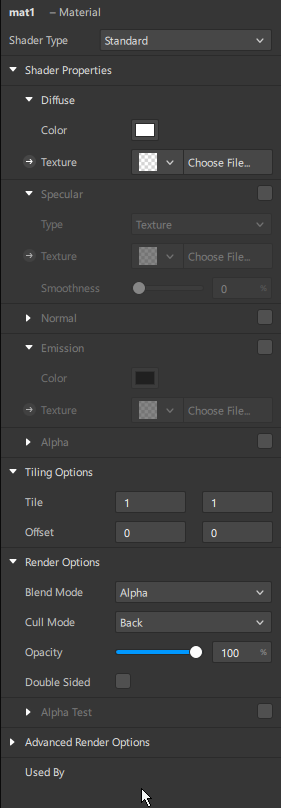 mat1 – Material
Shader Type Standard
Shader Properties
Diffuse
Color
Texture Choose File...
Specular
Type Texture
Texture Choose File...
Smoothness 0 %
Normal
Emission
Color
Texture Choose File...
Alpha
Tiling Options
Tile 1 1
Offset 0 0
Render Options
Blend Mode Alpha
Cull Mode Back
Opacity 100 %
Double Sided
Alpha Test
Advanced Render Options
Used By